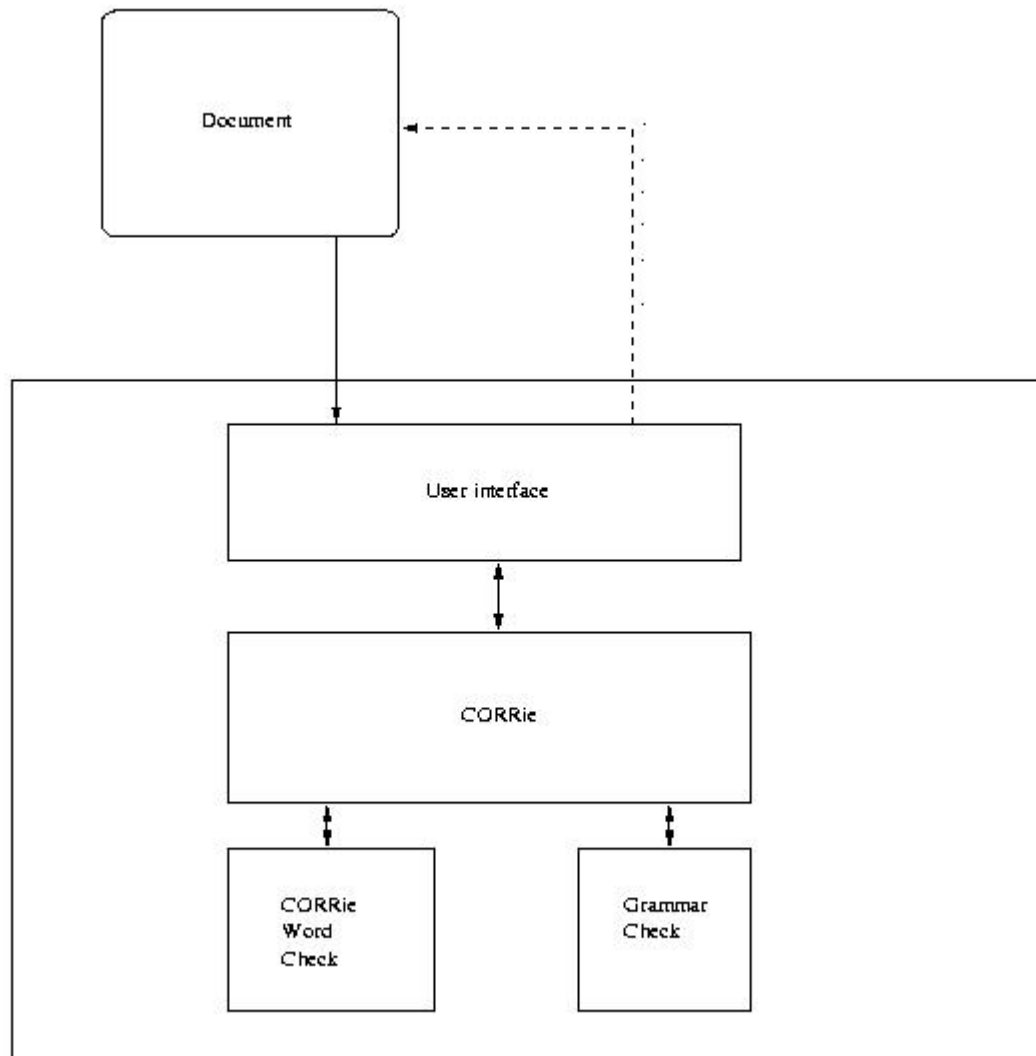 Document
User interface
CORRie
CORRie
Word
Check
Grammar
Check